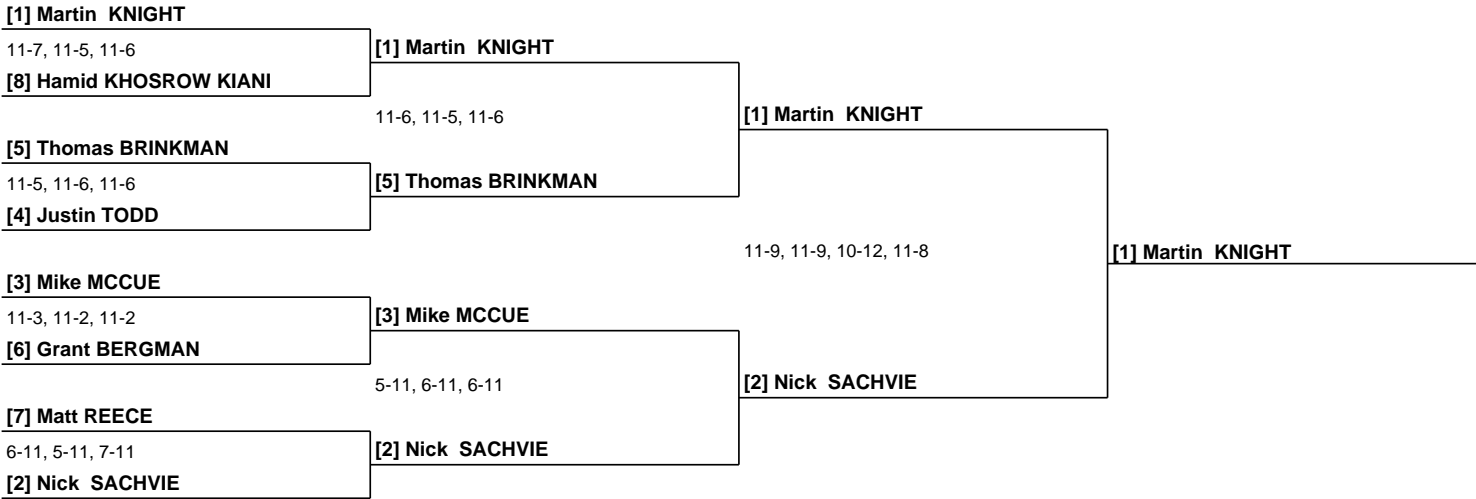 [1] Martin  KNIGHT
11-7, 11-5, 11-6
[8] Hamid KHOSROW KIANI
[5] Thomas BRINKMAN
11-5, 11-6, 11-6
[4] Justin TODD
[3] Mike MCCUE
11-3, 11-2, 11-2
[6] Grant BERGMAN
[7] Matt REECE
6-11, 5-11, 7-11
[2] Nick  SACHVIE
[1] Martin  KNIGHT
11-6, 11-5, 11-6
[5] Thomas BRINKMAN
[3] Mike MCCUE
5-11, 6-11, 6-11
[2] Nick  SACHVIE
[1] Martin  KNIGHT
11-9, 11-9, 10-12, 11-8
[2] Nick  SACHVIE
[1] Martin  KNIGHT